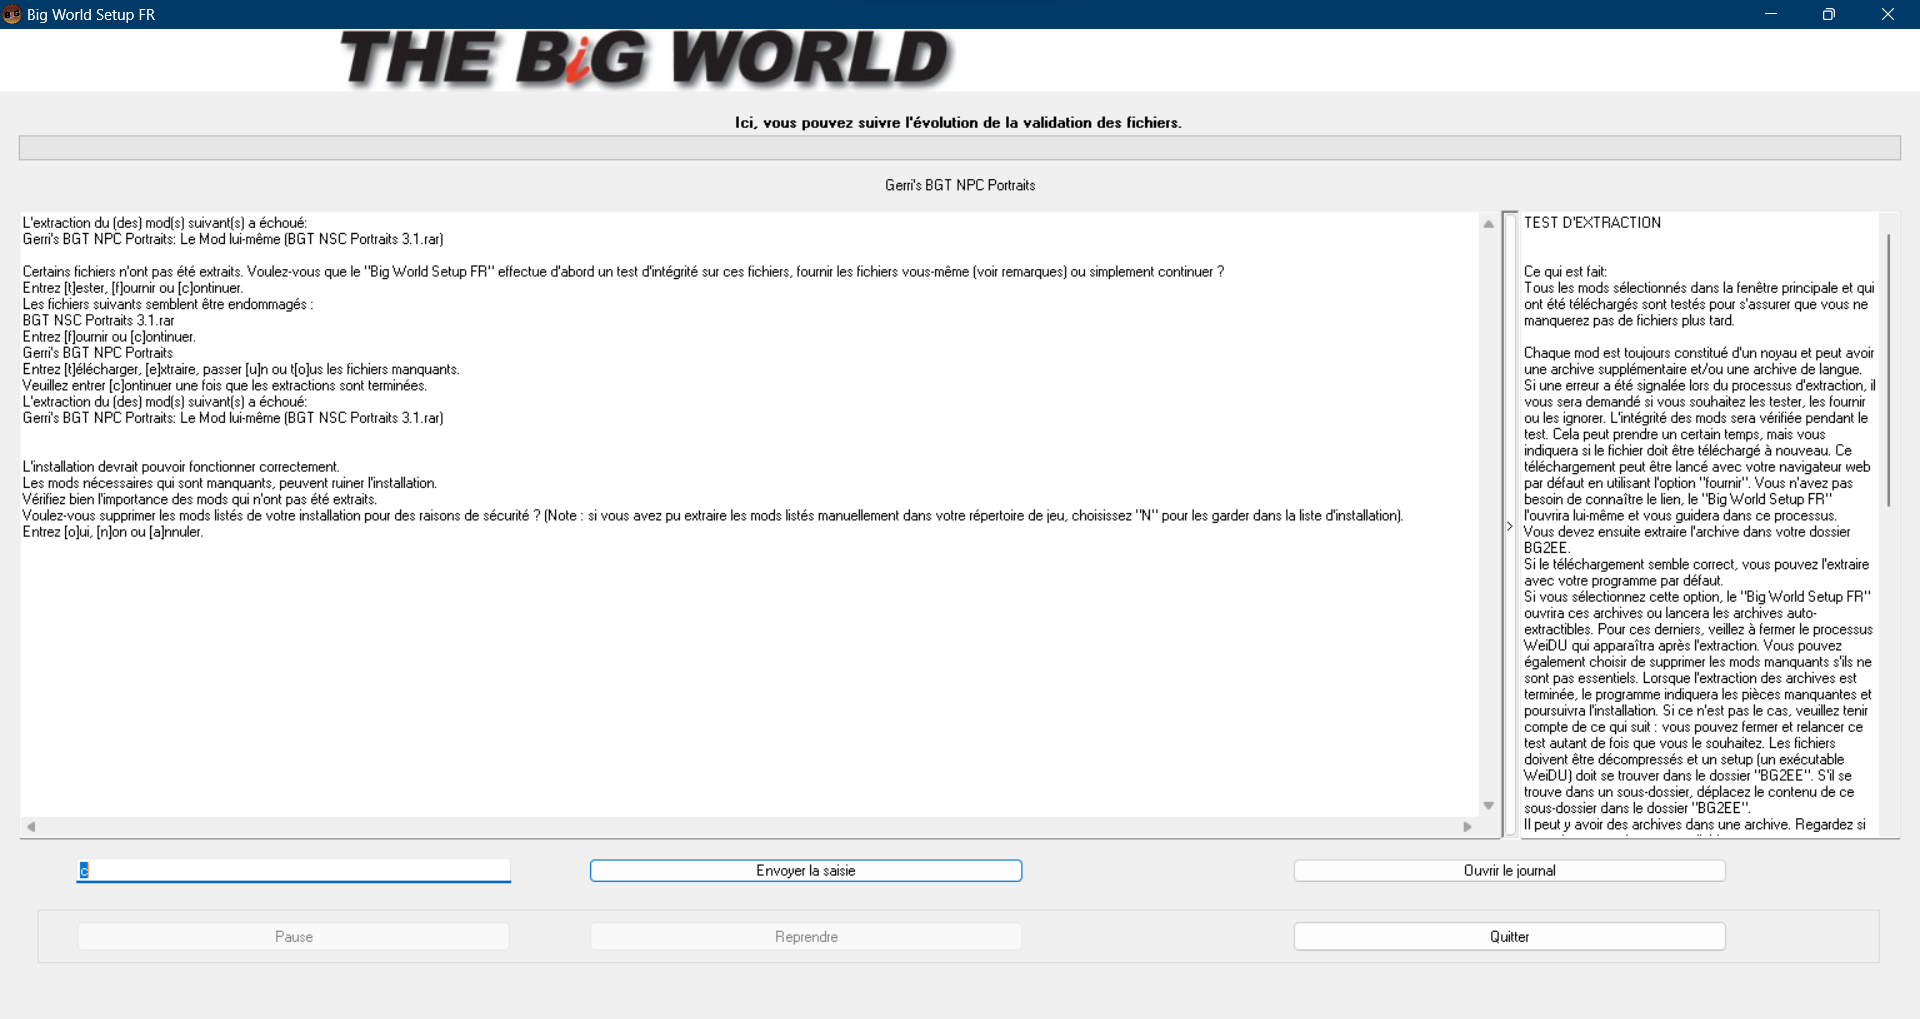 Big World Setup FR
THE BiG WORLD
Ici, vous pouvez suivre l'évolution de la validation des fichiers.
Gerri's BGT NPC Portraits
L'extraction du (des) mod(s) suivant(s) a échoué:
Gerri's BGT NPC Portraits: Le Mod lui-même (BGT NSC Portraits 3.1.rar)
Certains fichiers n'ont pas été extraits. Voulez-vous que le "Big World Setup FR" effectue d'abord un test d'intégrité sur ces fichiers, fournir les fichiers vous-même (voir remarques) ou simplement continuer ?
Entrez [t]ester, [f]ournir ou [c]ontinuer.
Les fichiers suivants semblent être endommagés :
BGT NSC Portraits 3.1.rar
Entrez [f]ournir ou [c]ontinuer.
Gerri's BGT NPC Portraits
Entrez [t]élécharger, [e]xtraire, passer [u]n ou t[o]us les fichiers manquants.
Veuillez entrer [c]ontinuer une fois que les extractions sont terminées.
L'extraction du (des) mod(s) suivant(s) a échoué:
Gerri's BGT NPC Portraits: Le Mod lui-même (BGT NSC Portraits 3.1.rar)
L'installation devrait pouvoir fonctionner correctement.
Les mods nécessaires qui sont manquants, peuvent ruiner l'installation.
Vérifiez bien l'importance des mods qui n'ont pas été extraits.
Voulez-vous supprimer les mods listés de votre installation pour des raisons de sécurité ? (Note : si vous avez pu extraire les mods listés manuellement dans votre répertoire de jeu, choisissez "N" pour les garder dans la liste d'installation).
Entrez [o]ui, [n]on ou [a]nnuler.
TEST D'EXTRACTION
Ce qui est fait:
Tous les mods sélectionnés dans la fenêtre principale et qui
ont été téléchargés sont testés pour s'assurer que vous ne
manquerez pas de fichiers plus tard.
Chaque mod est toujours constitué d'un noyau et peut avoir
une archive supplémentaire et/ou une archive de langue.
Si une erreur a été signalée lors du processus d'extraction, il
vous sera demandé si vous souhaitez les tester, les fournir
ou les ignorer. L'intégrité des mods sera vérifiée pendant le
test. Cela peut prendre un certain temps, mais vous
indiquera si le fichier doit être téléchargé à nouveau. Ce
téléchargement peut être lancé avec votre navigateur web
par défaut en utilisant l'option "fournir". Vous n'avez pas
besoin de connaître le lien, le "Big World Setup FR"
l'ouvrira lui-même et vous guidera dans ce processus.
Vous devez ensuite extraire l'archive dans votre dossier
BG2EE.
Si le téléchargement semble correct, vous pouvez l'extraire
avec votre programme par défaut.
Si vous sélectionnez cette option, le "Big World Setup FR"
ouvrira ces archives ou lancera les archives auto-
extractibles. Pour ces derniers, veillez à fermer le processus
WeiDU qui apparaîtra après l'extraction. Vous pouvez
également choisir de supprimer les mods manquants s'ils ne
sont pas essentiels. Lorsque l'extraction des archives est
terminée, le programme indiquera les pièces manquantes et
poursuivra l'installation. Si ce n'est pas le cas, veuillez tenir
compte de ce qui suit : vous pouvez fermer et relancer ce
test autant de fois que vous le souhaitez. Les fichiers
doivent être décompressés et un setup (un exécutable
WeiDU) doit se trouver dans le dossier "BG2EE". S'il se
trouve dans un sous-dossier, déplacez le contenu de ce
sous-dossier dans le dossier "BG2EE".
Il peut y avoir des archives dans une archive. Regardez si
c
Envoyer la saisie
Ouvrir le journal
Pause
Reprendre
Quitter